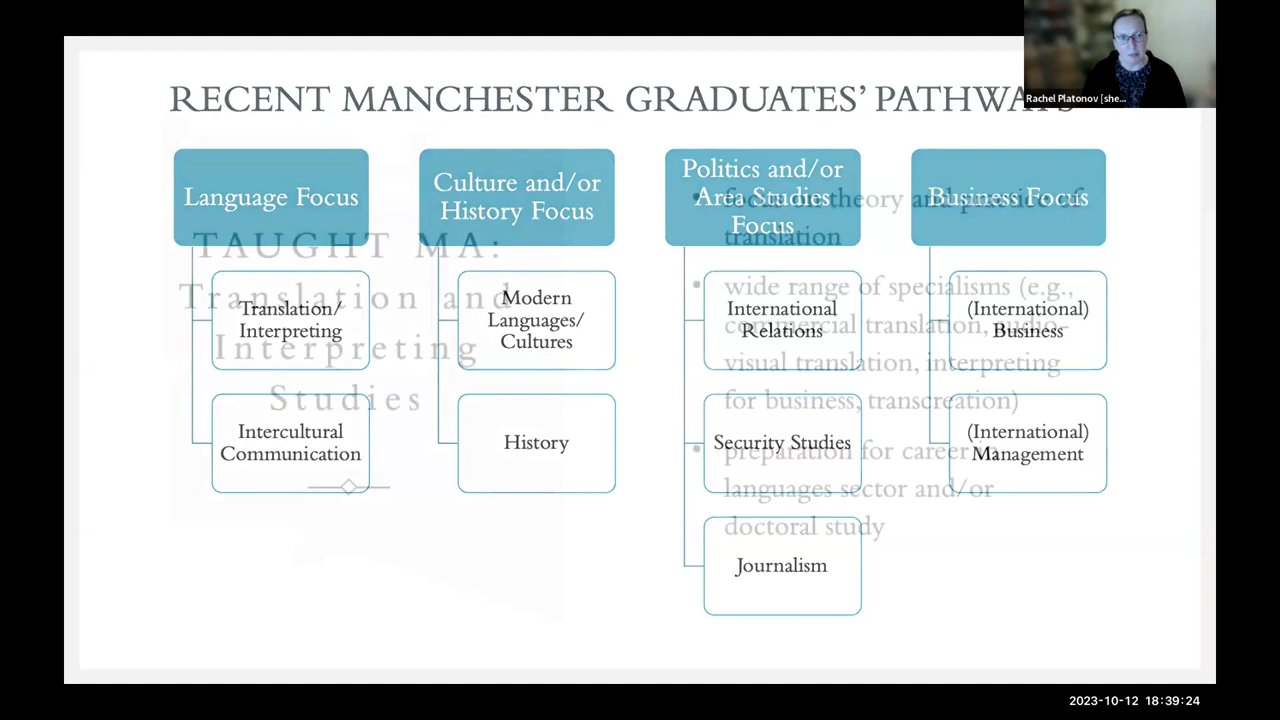 RECENT MANCHESTER GRADUATES' PATHWAYS
Rachel Platonov [she...
Language Focus
Translation/
Interpreting
Intercultural
Communication
Culture and/or
History Focus
Modern
Languages/
Cultures
History
Politics and/or
Area Studies
Focus
International
Relations
Security Studies
Journalism
Business Focus
(International)
Business
(International)
Management
TAUGHT MA:
Translation and
Interpreting
Studies
• focus on theory and practice of
translation
• wide range of specialisms (e.g.,
commercial translation, audio-
visual translation, interpreting
for business, transcreation)
• preparation for career in
languages sector and/or
doctoral study
2023-10-12 18:39:24